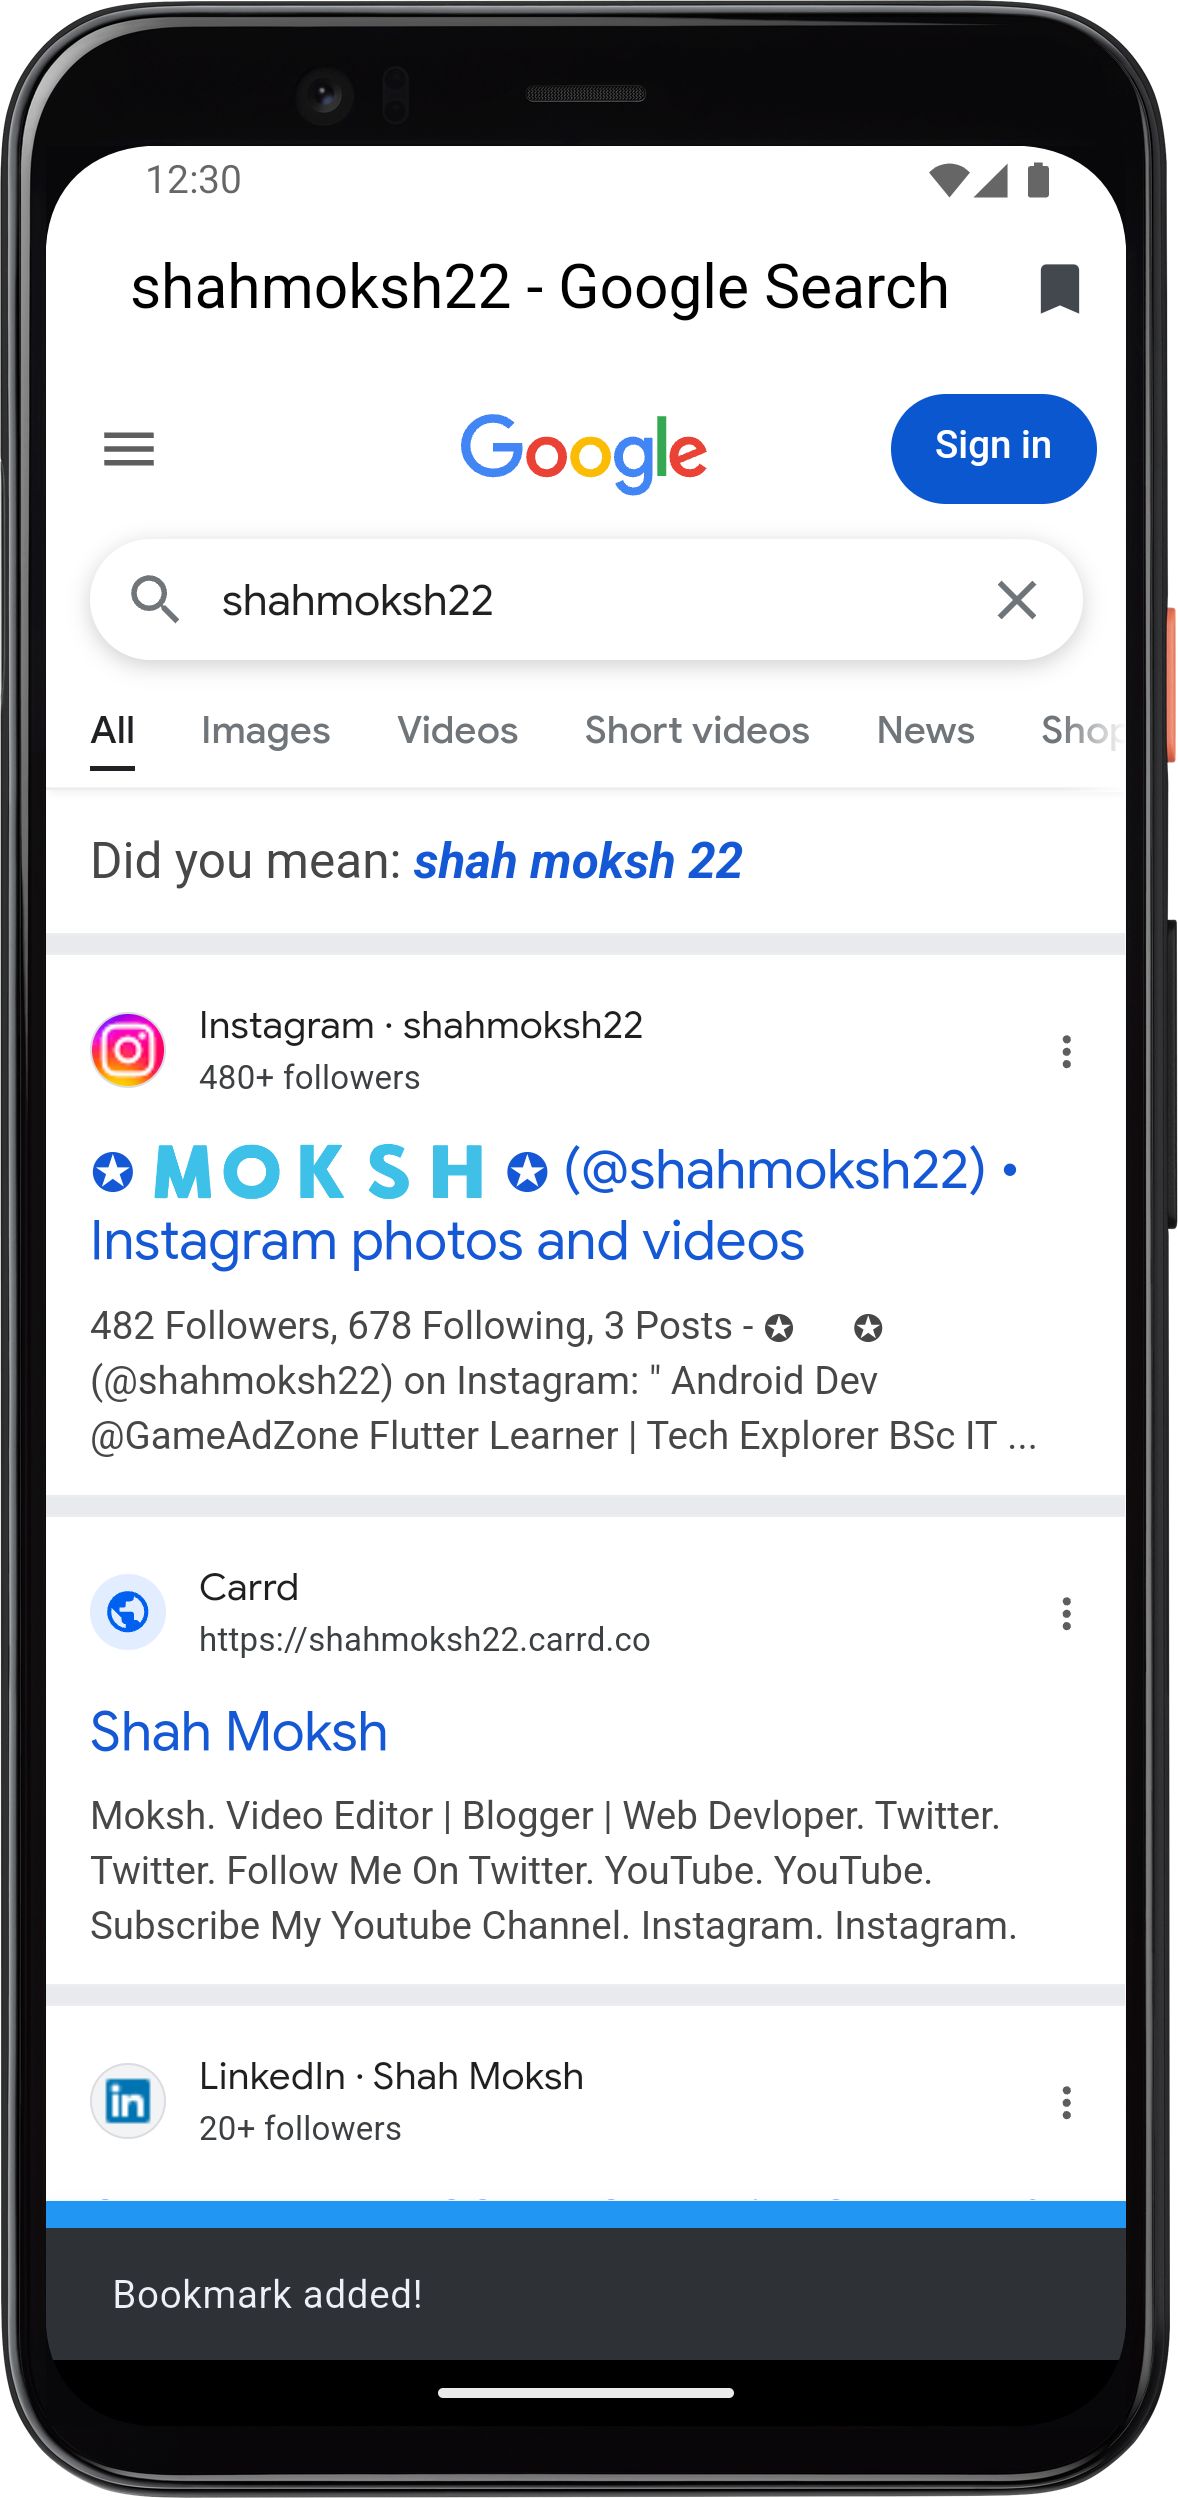 12:30
shahmoksh22 - Google Search
Google
Sign in
shahmoksh22
All Images Videos Short videos News Shop
Did you mean: shah moksh 22
Instagram · shahmoksh22
480+ followers
✪ MOKSH ✪ (@shahmoksh22) •
Instagram photos and videos
482 Followers, 678 Following, 3 Posts - ✪ ✪
(@shahmoksh22) on Instagram: " Android Dev
@GameAdZone Flutter Learner | Tech Explorer BSc IT ...
Carrd
https://shahmoksh22.carrd.co
Shah Moksh
Moksh. Video Editor | Blogger | Web Devloper. Twitter.
Twitter. Follow Me On Twitter. YouTube. YouTube.
Subscribe My Youtube Channel. Instagram. Instagram.
in
LinkedIn · Shah Moksh
20+ followers
Bookmark added!